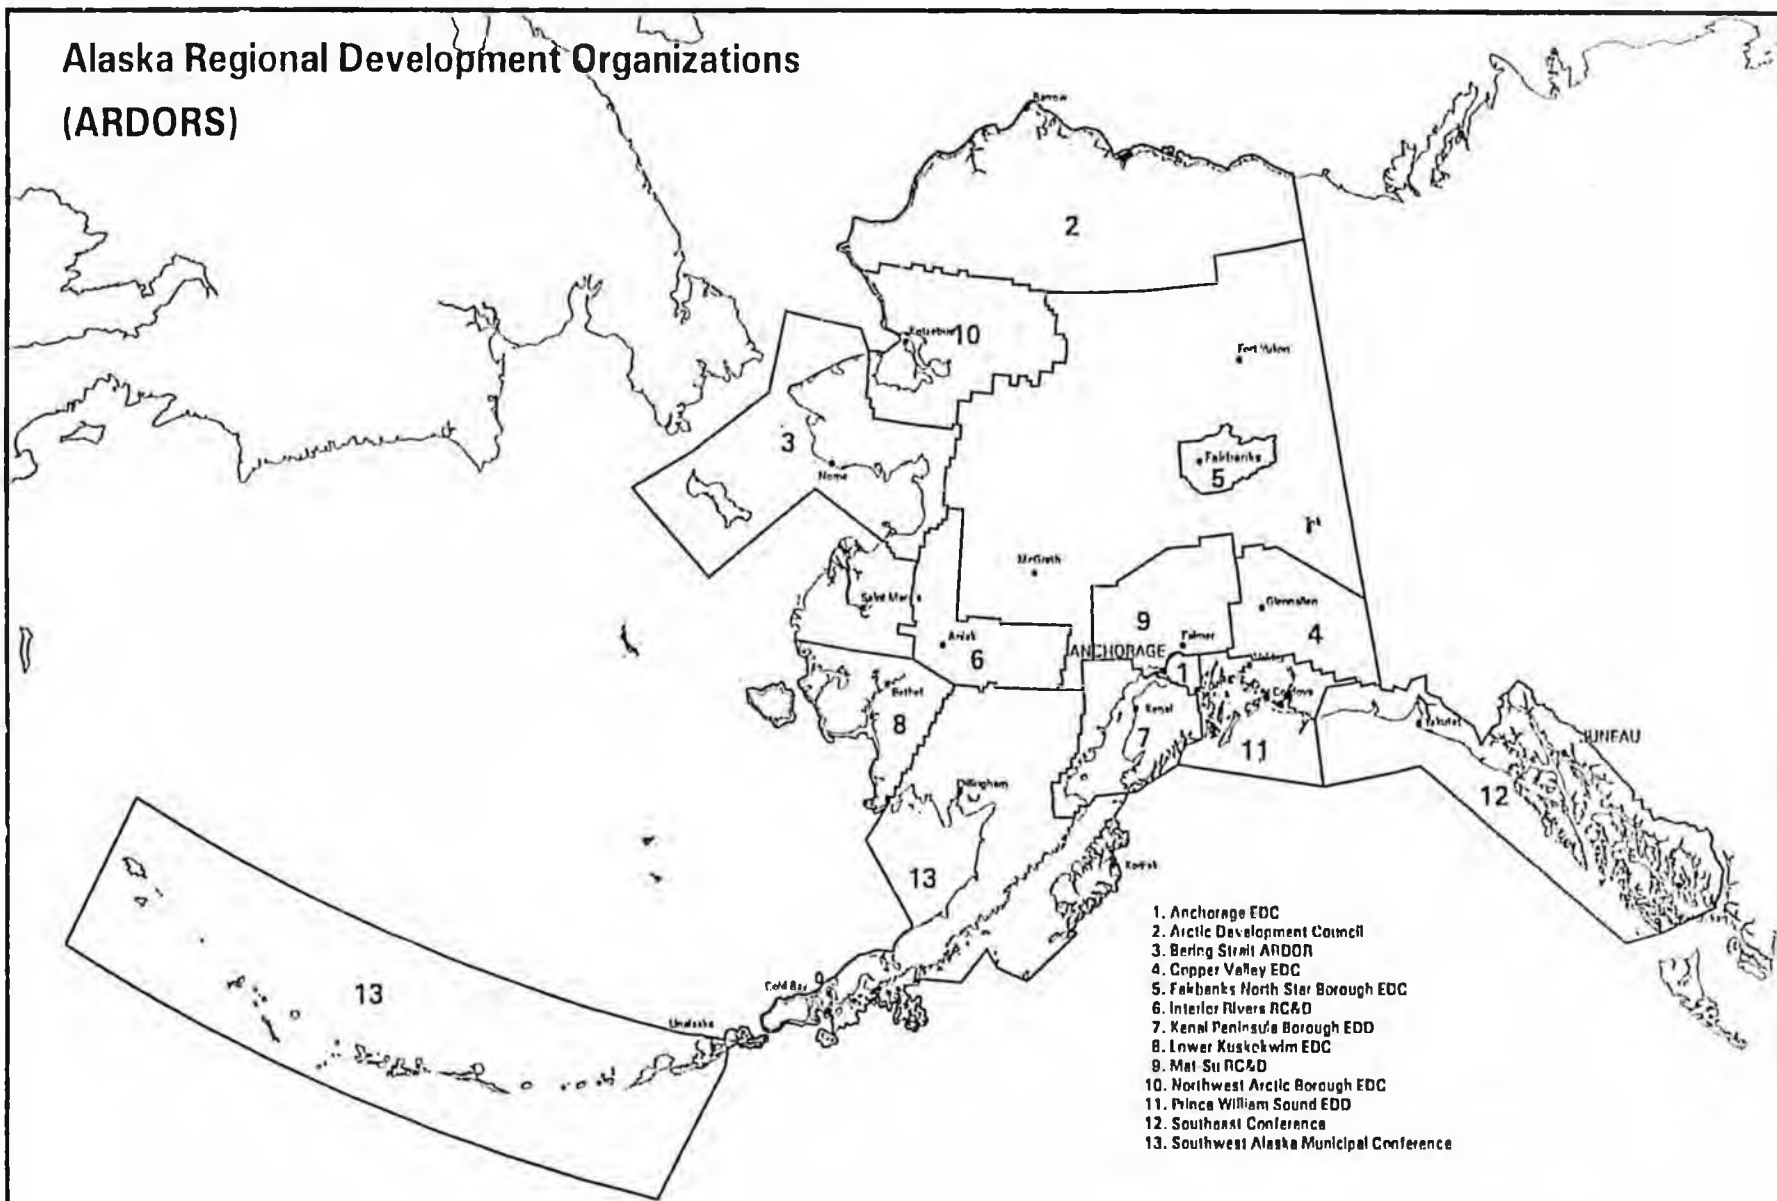 Alaska Regional Development Organizations
(ARDORS)
Barrow
2
Kotzebue
10
Fort Yukon
3
Nome
Fairbanks
5
Tok
McGrath
Saint Mary
Glennallen
9
4
Aniak
6
Palmer
ANCHORAGE
1
Valdez
Bethel
8
Cordova
Kenai
7
11
Yakutat
JUNEAU
12
Dillingham
13
Kodiak
13
Cold Bay
Unalaska
1. Anchorage EDC
2. Arctic Development Council
3. Bering Strait ARDOR
4. Copper Valley EDC
5. Fairbanks North Star Borough EDC
6. Interior Rivers RC&D
7. Kenai Peninsula Borough EDD
8. Lower Kuskokwim EDC
9. Mat-Su RC&D
10. Northwest Arctic Borough EDC
11. Prince William Sound EDD
12. Southeast Conference
13. Southwest Alaska Municipal Conference